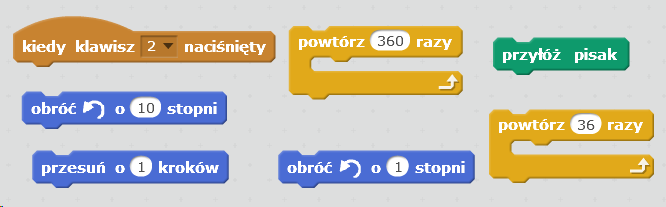 kiedy klawisz 2 naciśnięty
powtórz 360 razy
przyłóż pisak
obróć o 10 stopni
powtórz 36 razy
przesuń o 1 kroków
obróć o 1 stopni